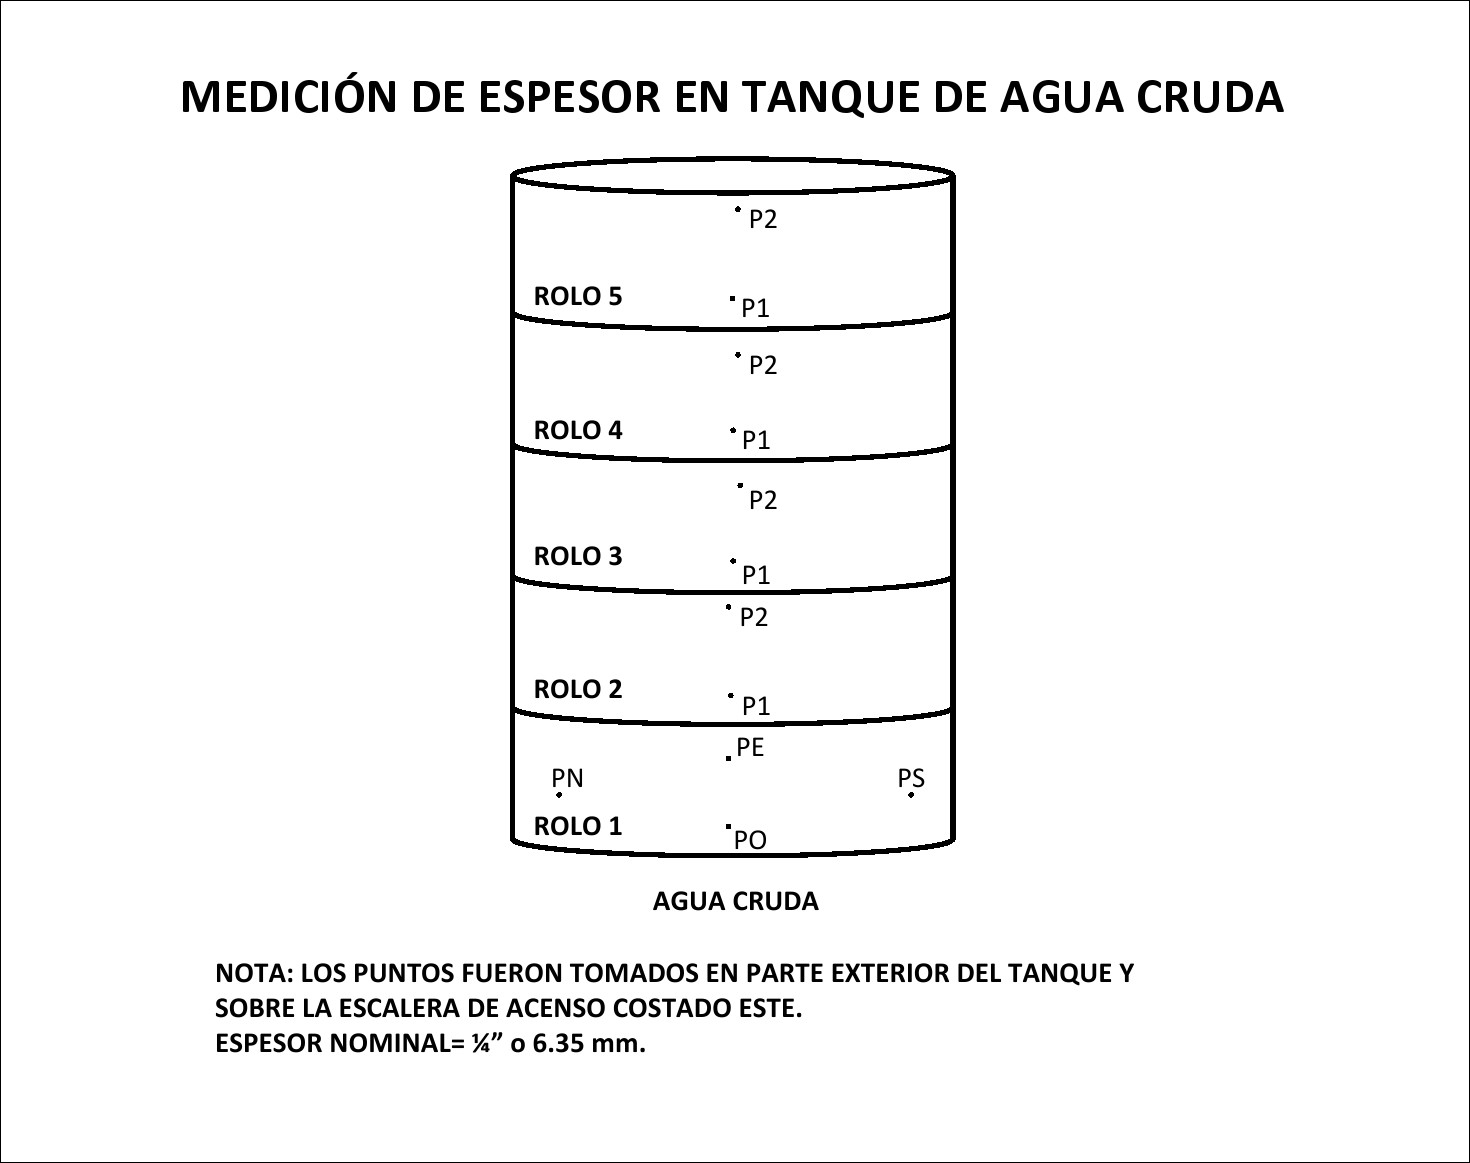 MEDICIÓN DE ESPESOR EN TANQUE DE AGUA CRUDA
P2
ROLO 5
P1
P2
ROLO 4
P1
P2
ROLO 3
P1
P2
ROLO 2
P1
PE
PN
PS
ROLO 1
PO
AGUA CRUDA
NOTA: LOS PUNTOS FUERON TOMADOS EN PARTE EXTERIOR DEL TANQUE Y
SOBRE LA ESCALERA DE ACENSO COSTADO ESTE.
ESPESOR NOMINAL= ¼” o 6.35 mm.